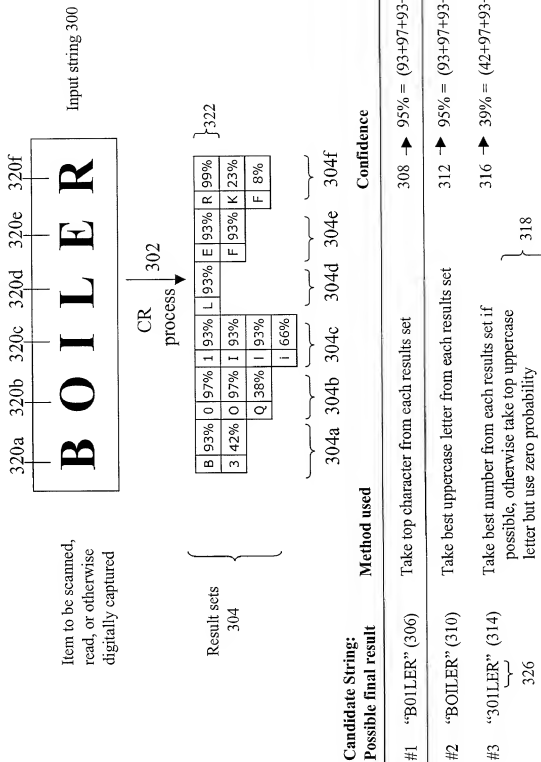 320a 320b 320c 320d 320e 320f
Item to be scanned,
read, or otherwise
digitally captured
B O I L E R
Input string 300
CR
process
302
Result sets
304
B 93% 0 97% 1 93% L 93% E 93% R 99%
3 42% O 97% I 93% F 93% K 23%
Q 38% l 93% F 8%
i 66%
322
304a 304b 304c 304d 304e 304f
Candidate String:
Possible final result Method used Confidence
#1 "B01LER" (306) Take top character from each results set 308 → 95% = (93+97+93+
#2 "BOILER" (310) Take best uppercase letter from each results set 312 → 95% = (93+97+93+
#3 "301LER" (314) Take best number from each results set if 316 → 39% = (42+97+93+
possible, otherwise take top uppercase
letter but use zero probability
326 318